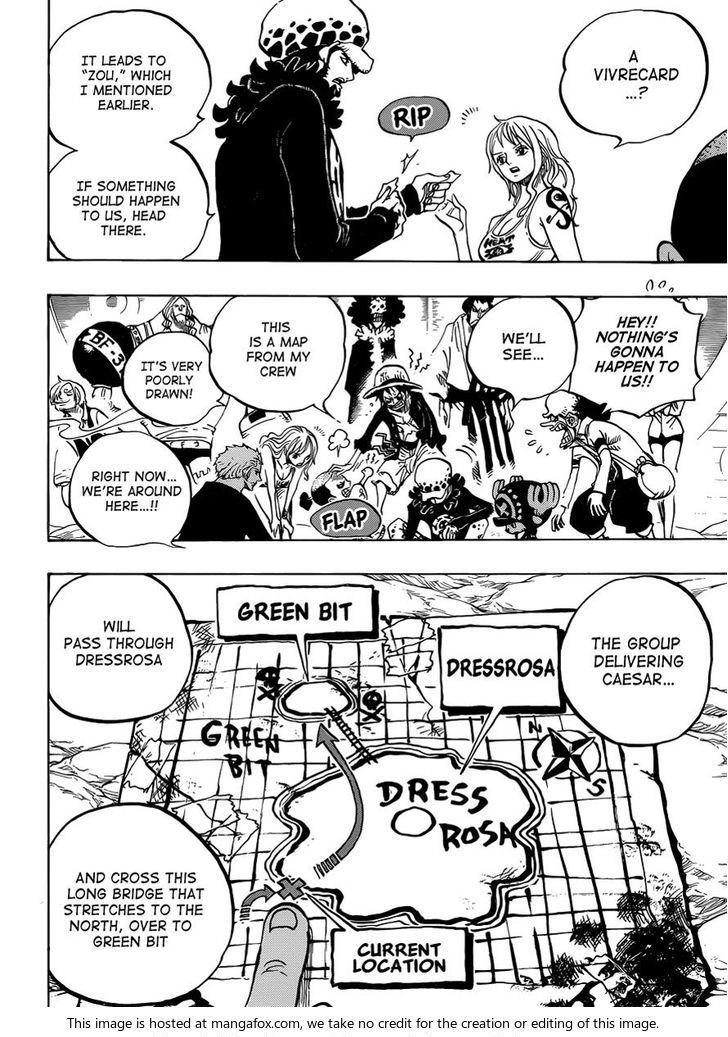 A
VIVRECARD
...?
RIP
IT LEADS TO
"ZOU," WHICH
I MENTIONED
EARLIER.
IF SOMETHING
SHOULD HAPPEN
TO US, HEAD
THERE.
HEY!!
NOTHING'S
GONNA
HAPPEN TO
US!!
WE'LL
SEE...
THIS
IS A MAP
FROM MY
CREW
IT'S VERY
POORLY
DRAWN!
BF-3
RIGHT NOW...
WE'RE AROUND
HERE...!!
FLAP
THE GROUP
DELIVERING
CAESAR...
DRESSROSA
GREEN BIT
WILL
PASS THROUGH
DRESSROSA
GREEN
BIT
N
S
DRESS
ROSA
AND CROSS THIS
LONG BRIDGE THAT
STRETCHES TO THE
NORTH, OVER TO
GREEN BIT
CURRENT
LOCATION
This image is hosted at mangafox.com, we take no credit for the creation or editing of this image.